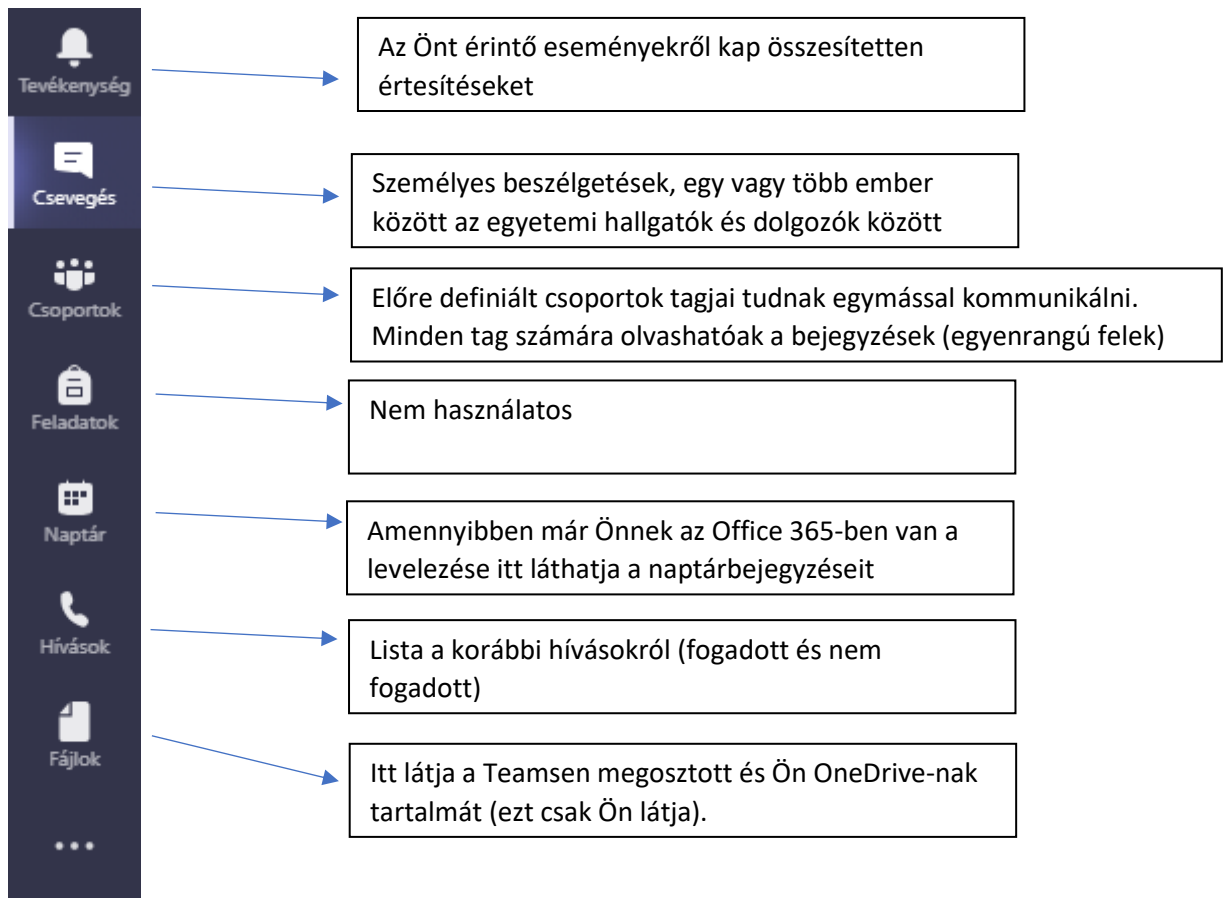 Tevékenység
Az Önt érintő eseményekről kap összesítetten
értesítéseket
Csevegés
Személyes beszélgetések, egy vagy több ember
között az egyetemi hallgatók és dolgozók között
Csoportok
Előre definiált csoportok tagjai tudnak egymással kommunikálni.
Minden tag számára olvashatóak a bejegyzések (egyenrangú felek)
Feladatok
Nem használatos
Naptár
Amennyibben már Önnek az Office 365-ben van a
levelezése itt láthatja a naptárbejegyzéseit
Hívások
Lista a korábbi hívásokról (fogadott és nem
fogadott)
Fájlok
Itt látja a Teamsen megosztott és Ön OneDrive-nak
tartalmát (ezt csak Ön látja).